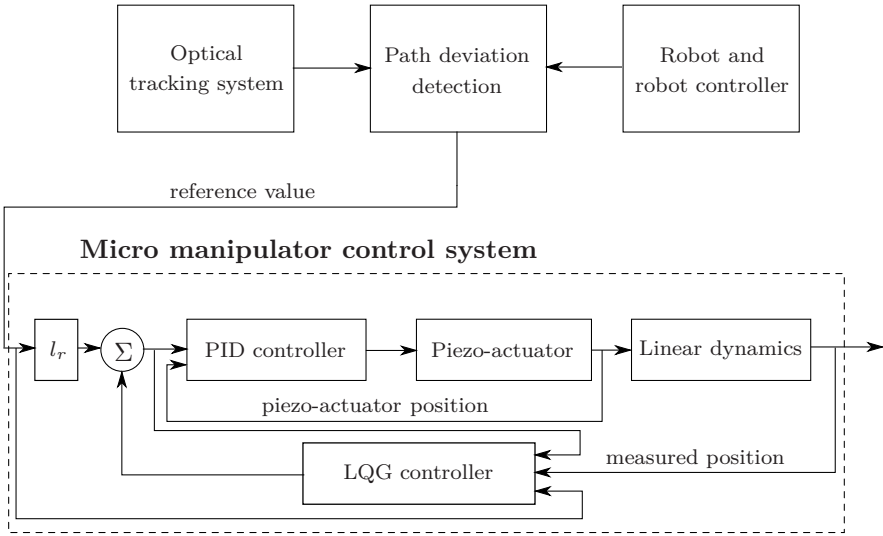 Optical
tracking system
Path deviation
detection
Robot and
robot controller
reference value
Micro manipulator control system
l_r
Σ
PID controller
Piezo-actuator
Linear dynamics
piezo-actuator position
LQG controller
measured position